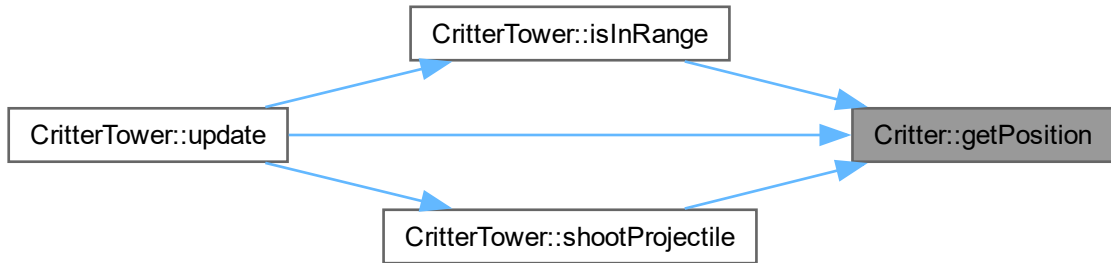 CritterTower::isInRange
CritterTower::update
Critter::getPosition
CritterTower::shootProjectile